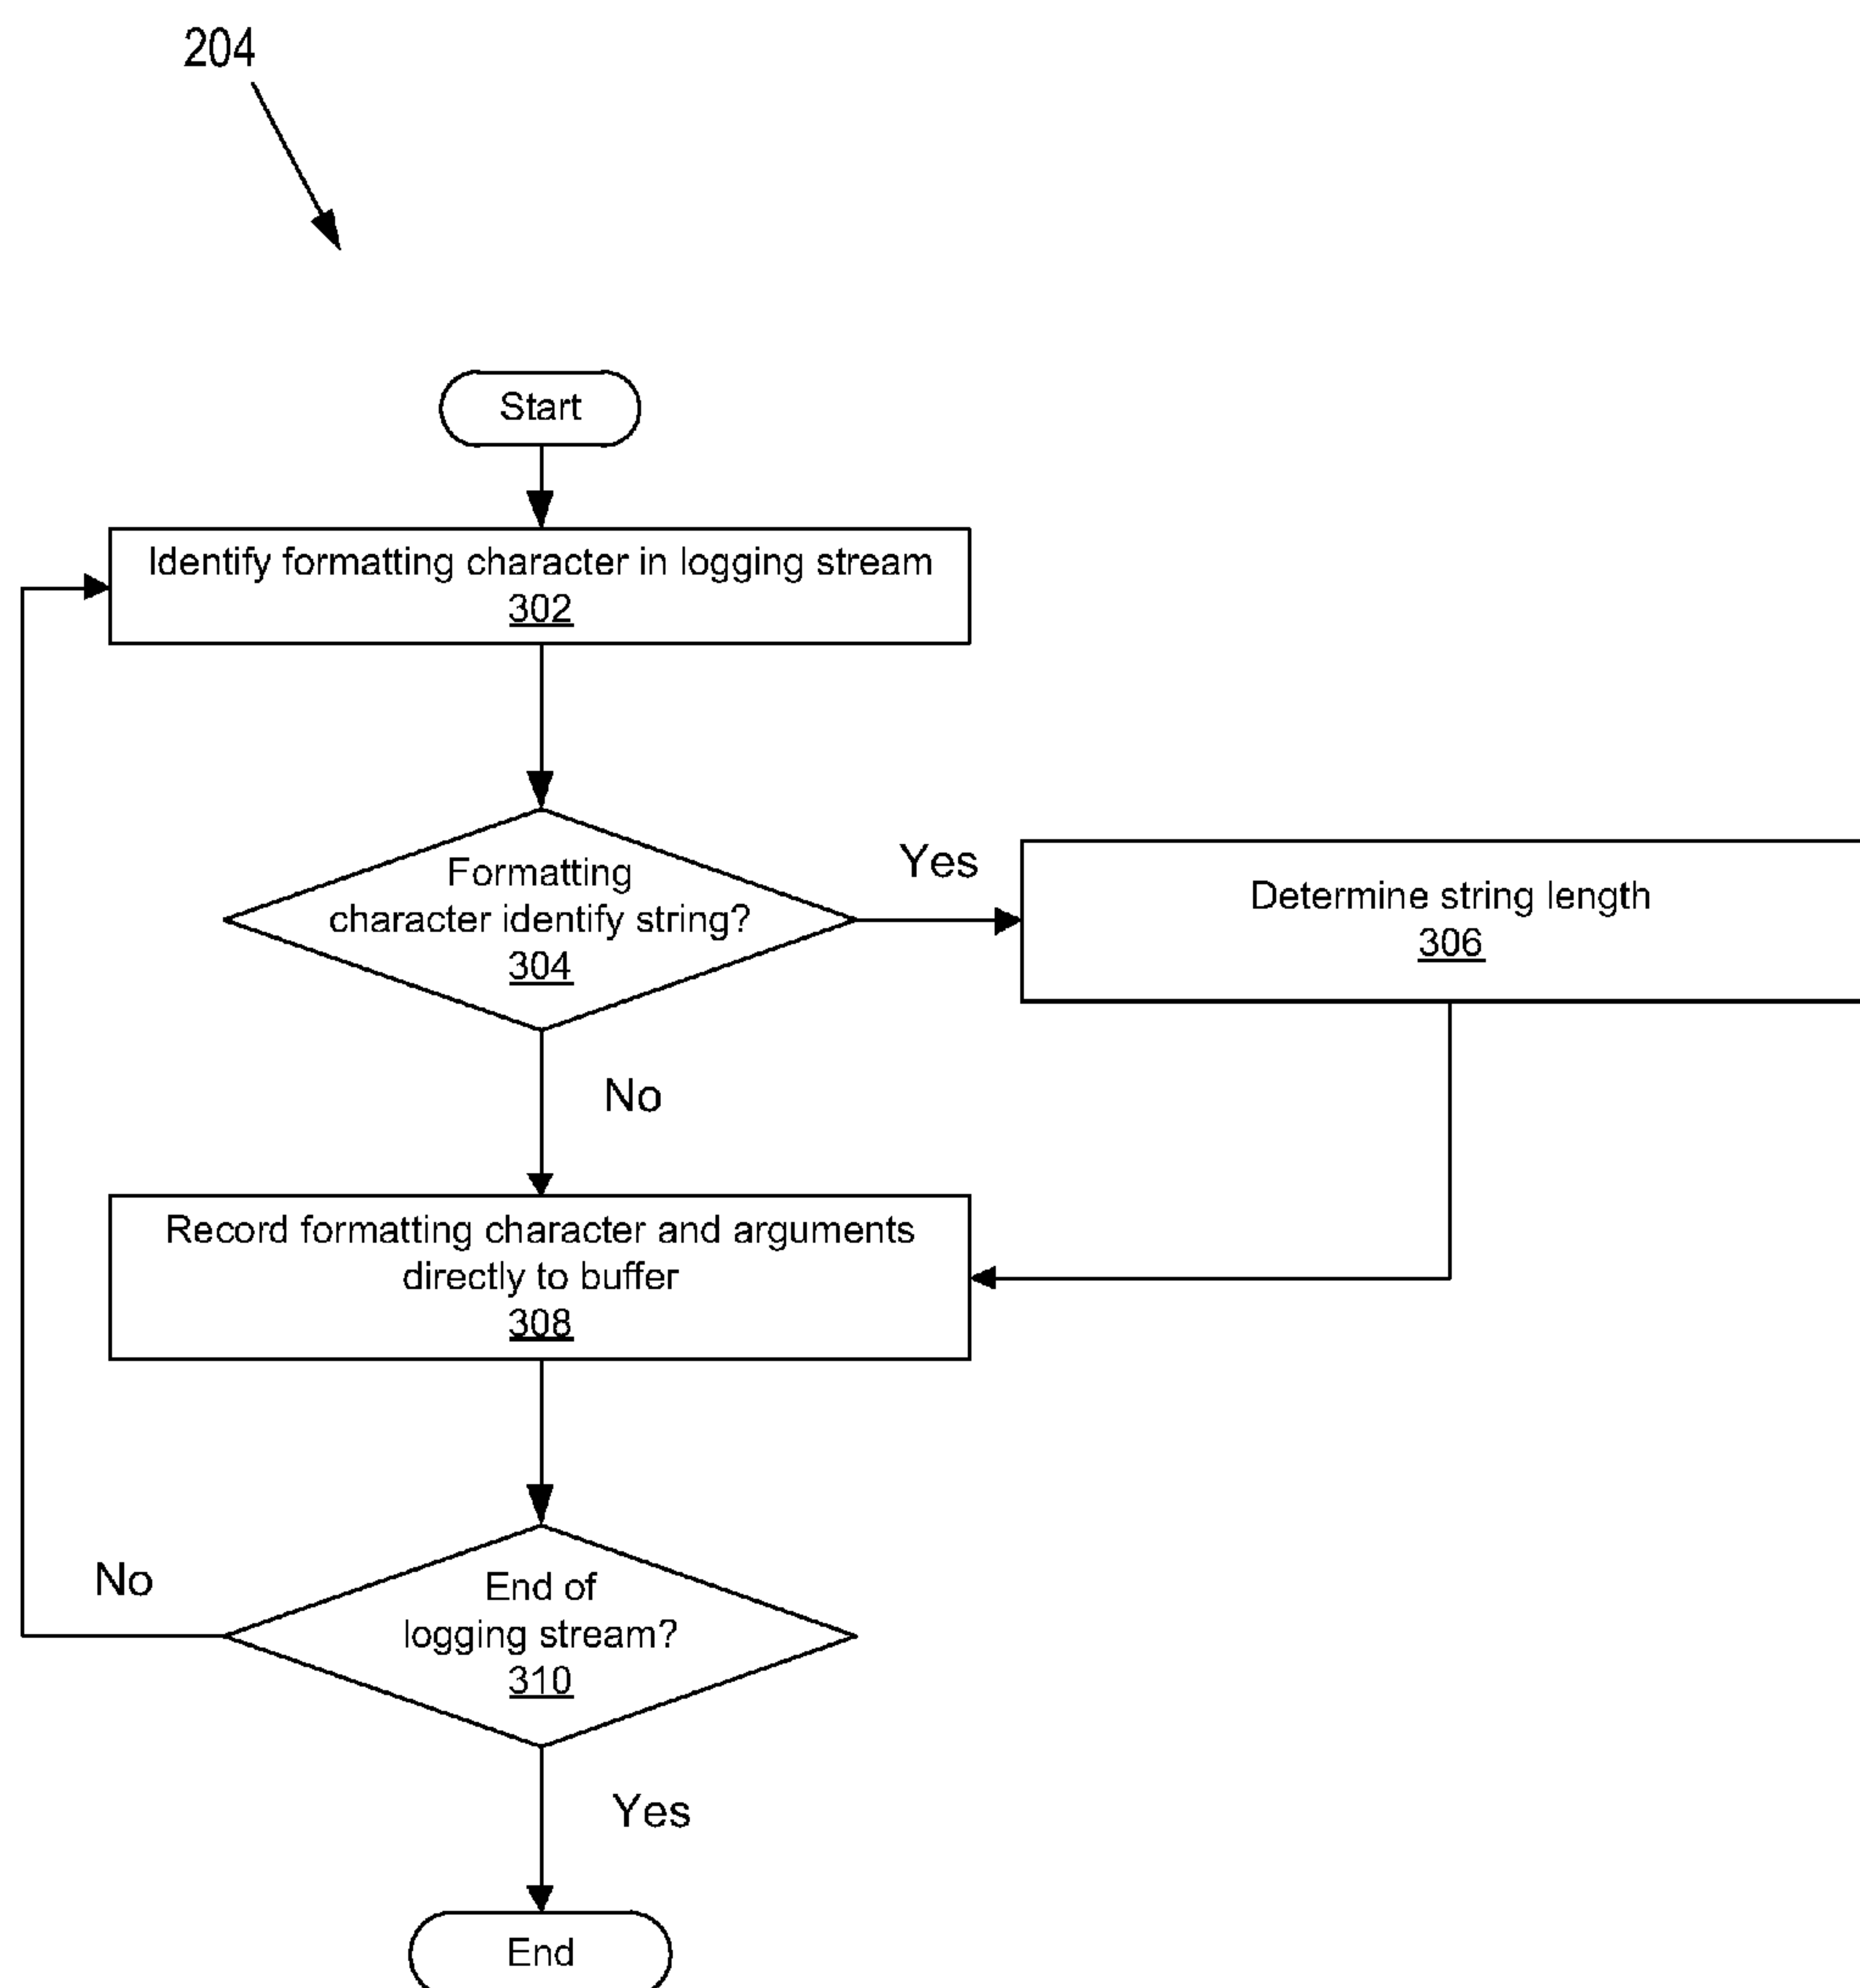 204
Start
Identify formatting character in logging stream
302
Formatting
character identify string?
304
Yes
Determine string length
306
No
Record formatting character and arguments
directly to buffer
308
No
End of
logging stream?
310
Yes
End